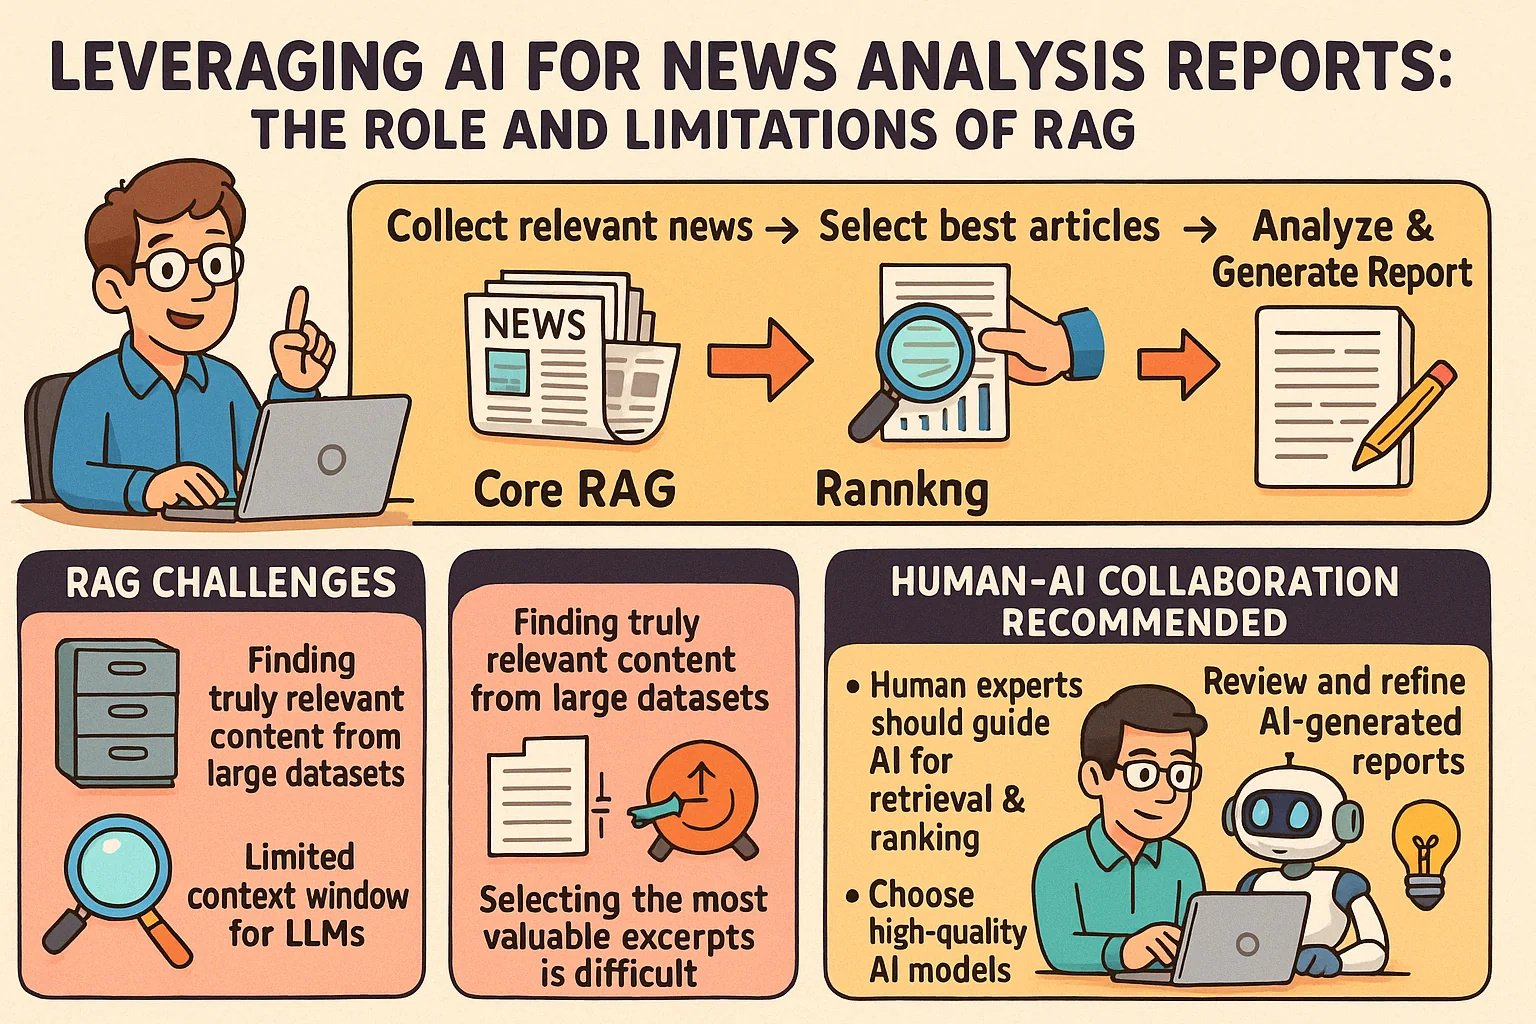 LEVERAGING AI FOR NEWS ANALYSIS REPORTS:
THE ROLE AND LIMITATIONS OF RAG
Collect relevant news → Select best articles → Analyze &
Generate Report
NEWS
Core RAG
Rannkng
RAG CHALLENGES
Finding
truly relevant
content from
large datasets
Limited
context window
for LLMs
Finding truly
relevant content
from large datasets
Selecting the most
valuable excerpts
is difficult
HUMAN-AI COLLABORATION
RECOMMENDED
• Human experts
should guide
AI for
retrieval &
ranking
• Choose
high-quality
AI models
Review and refine
AI-generated
reports